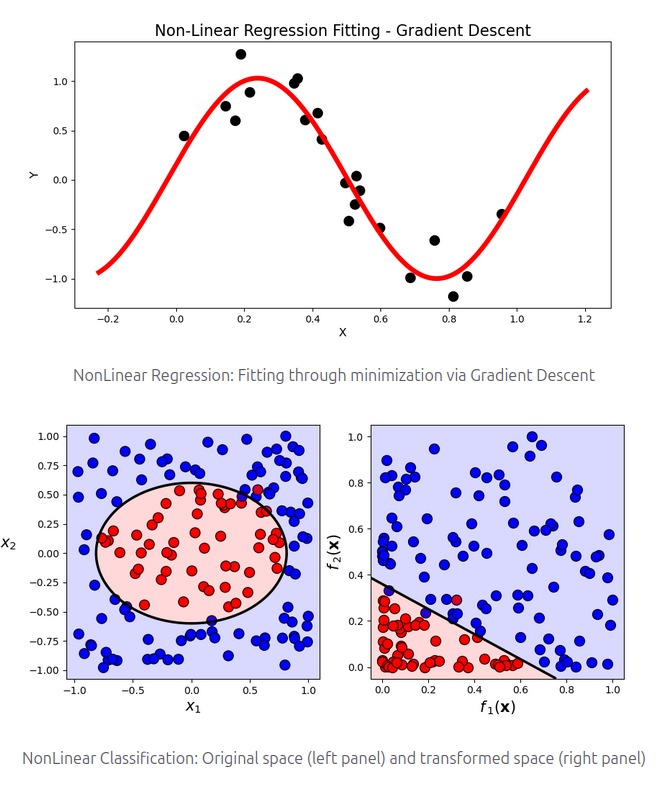 Non-Linear Regression Fitting - Gradient Descent
Y
1.0
0.5
0.0
−0.5
−1.0
−0.2 0.0 0.2 0.4 0.6 0.8 1.0 1.2
X
NonLinear Regression: Fitting through minimization via Gradient Descent
x2
1.00
0.75
0.50
0.25
0.00
−0.25
−0.50
−0.75
−1.00
−1.0 −0.5 0.0 0.5 1.0
x1
f2(x)
1.0
0.8
0.6
0.4
0.2
0.0
0.0 0.2 0.4 0.6 0.8 1.0
f1(x)
NonLinear Classification: Original space (left panel) and transformed space (right panel)